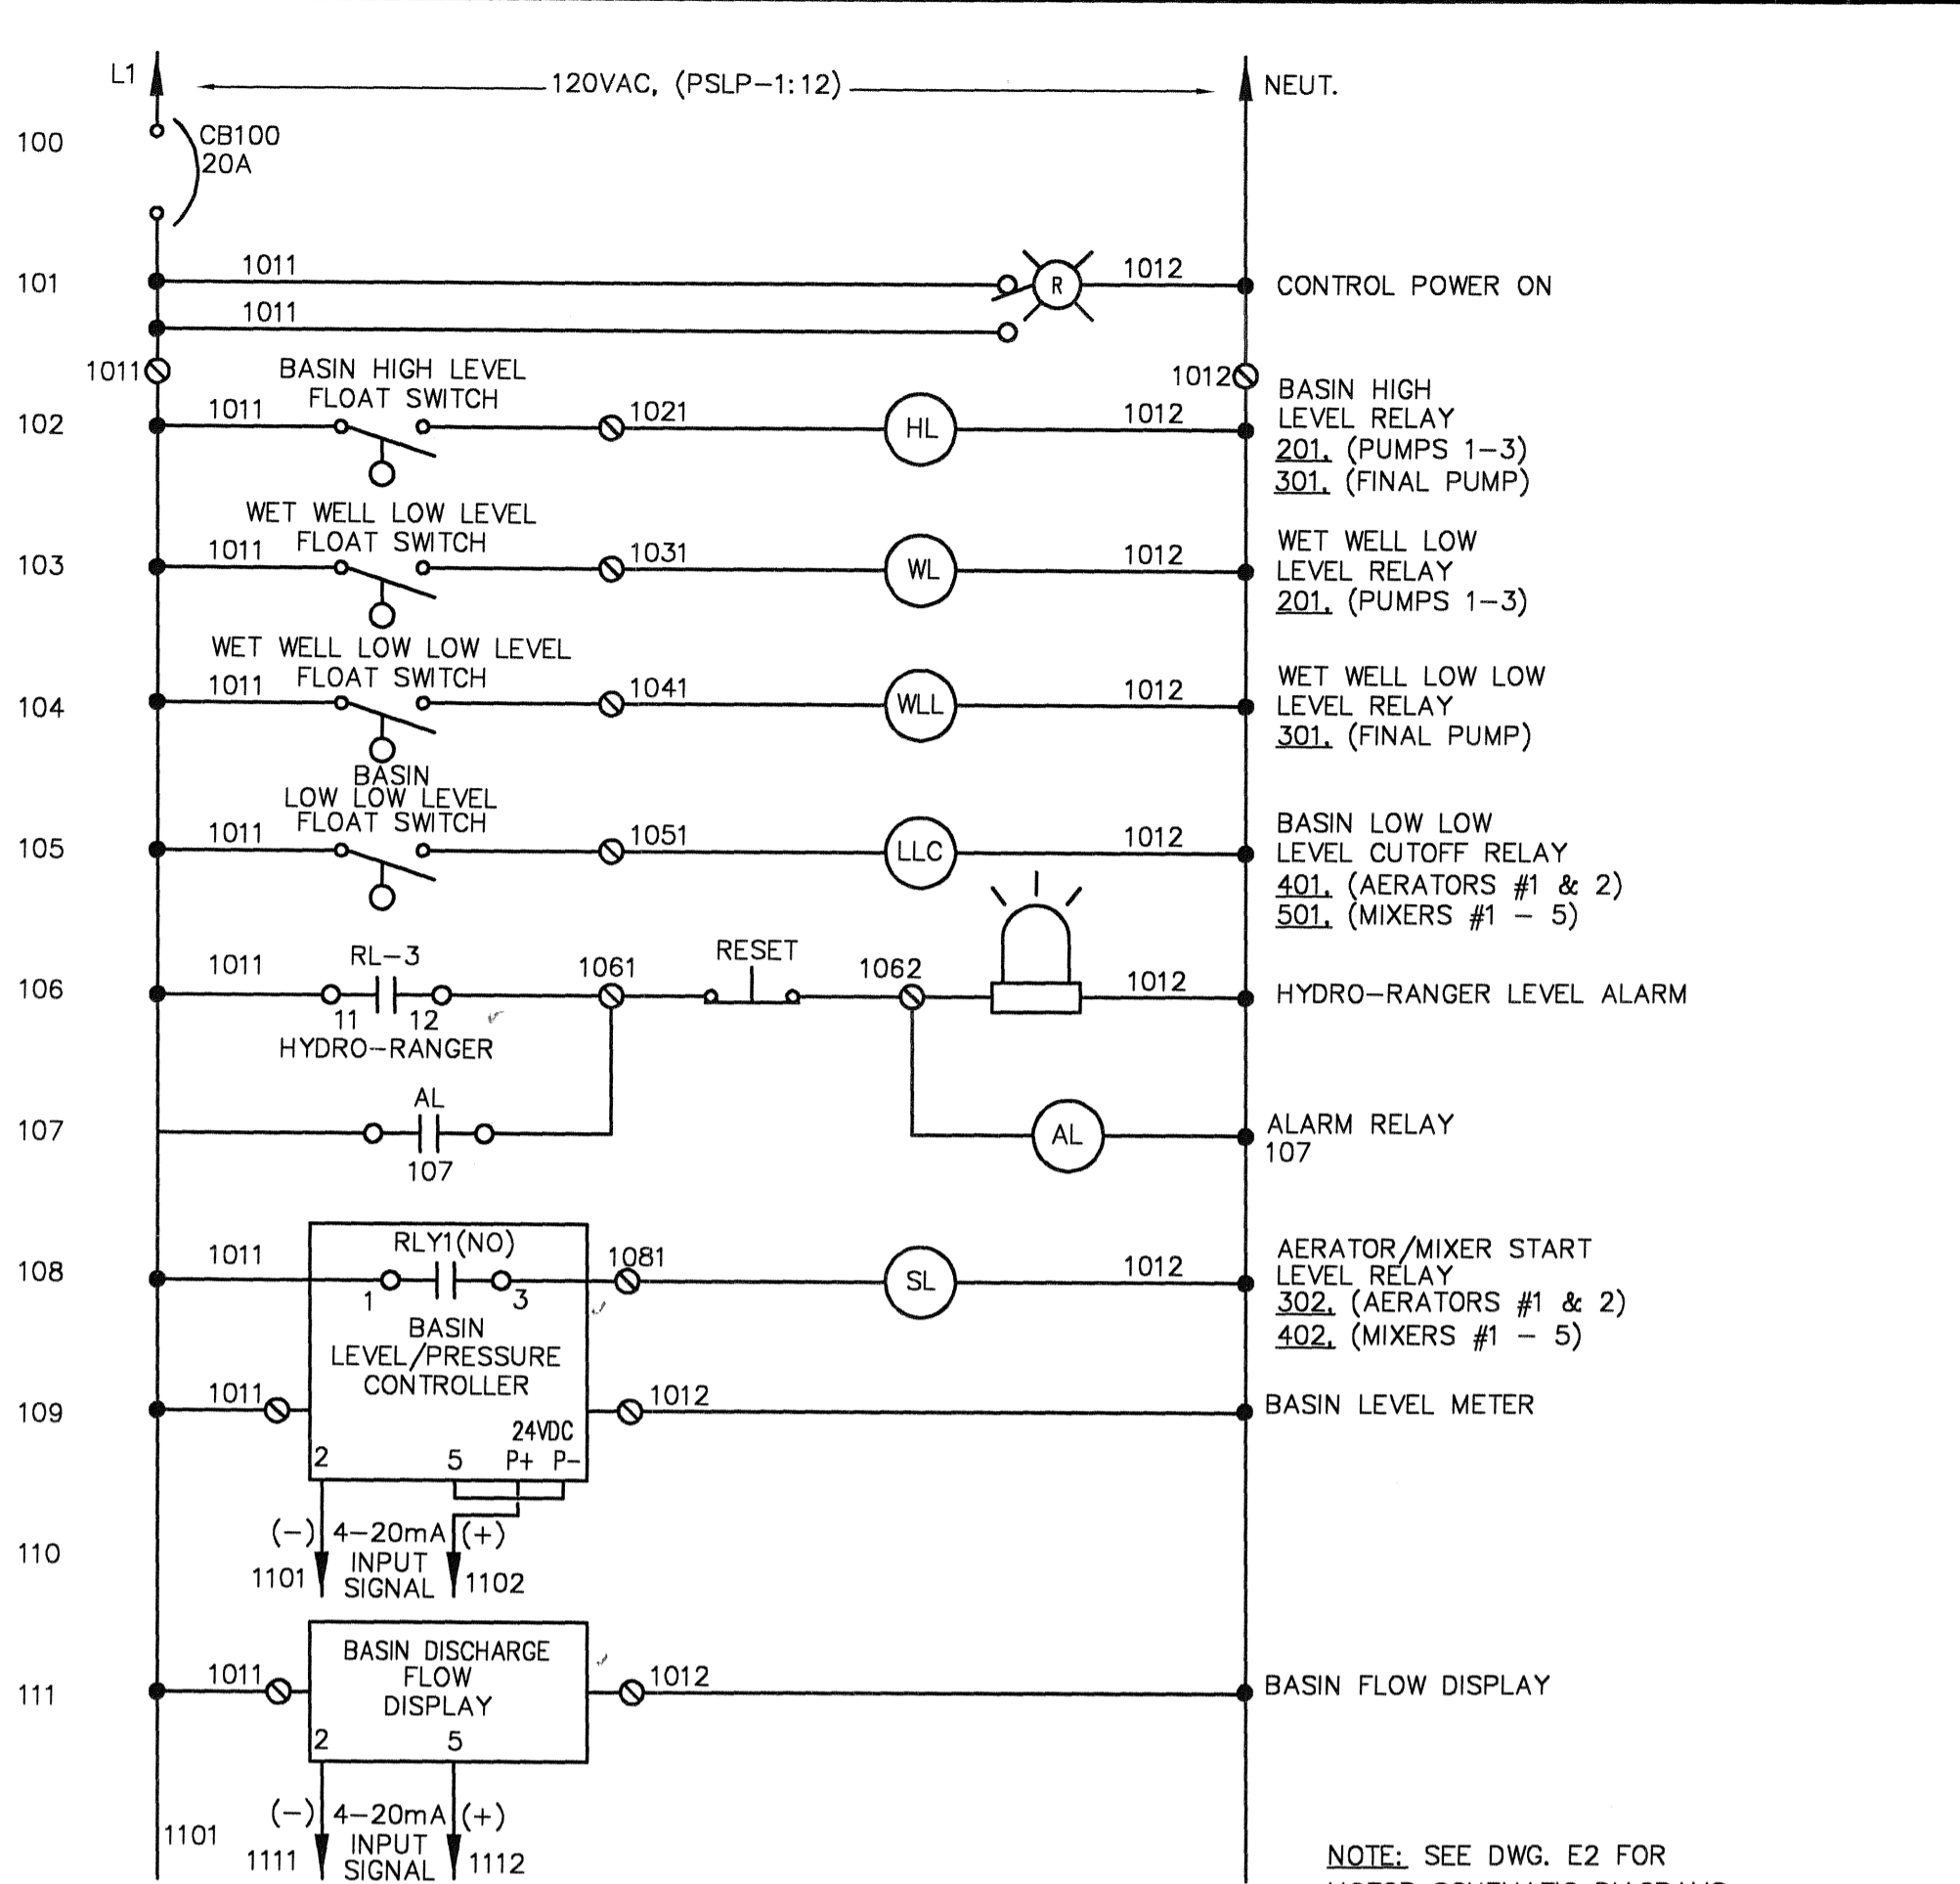 L1
120VAC, (PSLP-1:12)
NEUT.
100
CB100
20A
101
1011
R
1012
CONTROL POWER ON
1011
1011
1012
102
BASIN HIGH LEVEL
FLOAT SWITCH
1011
1021
HL
1012
BASIN HIGH
LEVEL RELAY
201, (PUMPS 1-3)
301, (FINAL PUMP)
103
WET WELL LOW LEVEL
FLOAT SWITCH
1011
1031
WL
1012
WET WELL LOW
LEVEL RELAY
201, (PUMPS 1-3)
104
WET WELL LOW LOW LEVEL
FLOAT SWITCH
1011
1041
WLL
1012
WET WELL LOW LOW
LEVEL RELAY
301, (FINAL PUMP)
105
BASIN
LOW LOW LEVEL
FLOAT SWITCH
1011
1051
LLC
1012
BASIN LOW LOW
LEVEL CUTOFF RELAY
401, (AERATORS #1 & 2)
501, (MIXERS #1 - 5)
106
1011
RL-3
11
12
HYDRO-RANGER
1061
RESET
1062
1012
HYDRO-RANGER LEVEL ALARM
107
AL
107
AL
ALARM RELAY
107
108
1011
RLY1(NO)
1
3
1081
SL
1012
AERATOR/MIXER START
LEVEL RELAY
302, (AERATORS #1 & 2)
402, (MIXERS #1 - 5)
BASIN
LEVEL/PRESSURE
CONTROLLER
109
1011
1012
BASIN LEVEL METER
24VDC
2
5
P+
P-
110
(-) 4-20mA (+)
INPUT
SIGNAL
1101
1102
111
1011
BASIN DISCHARGE
FLOW
DISPLAY
1012
BASIN FLOW DISPLAY
2
5
(-) 4-20mA (+)
INPUT
SIGNAL
1101
1111
1112
NOTE: SEE DWG. E2 FOR
MOTOR SCHEMATIC DIAGRAMS